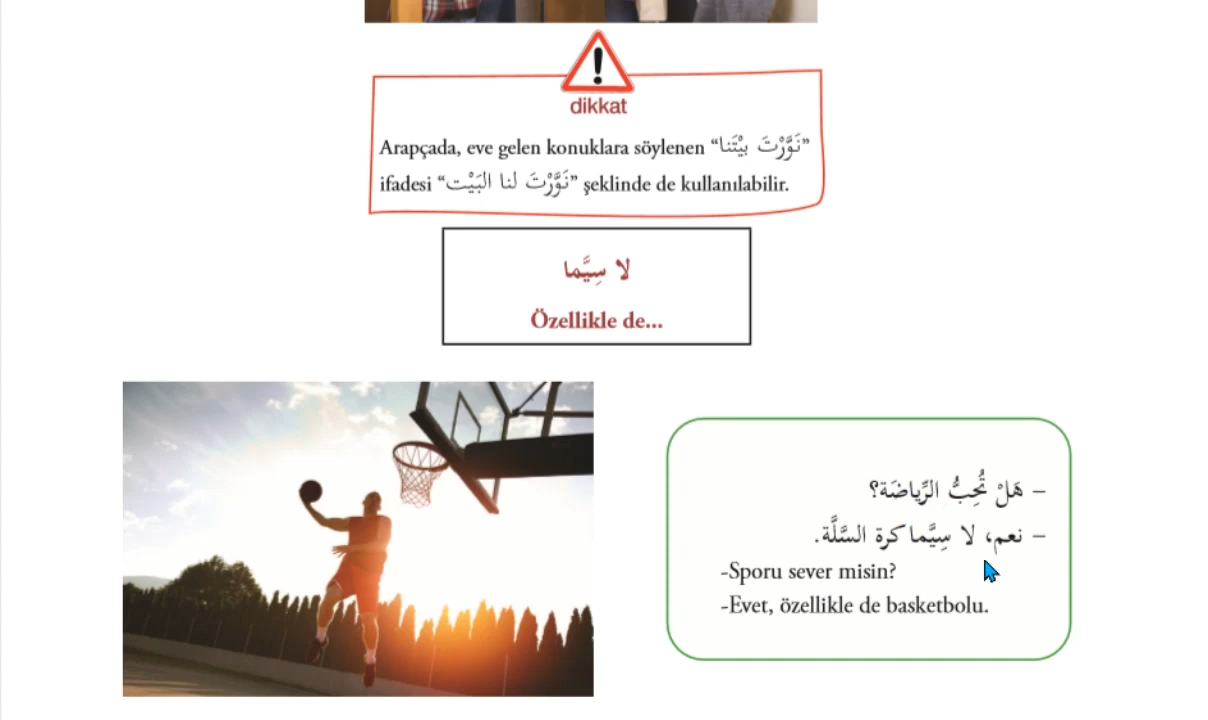 dikkat
Arapçada, eve gelen konuklara söylenen “نَوَّرْتَ بيْتَنا”
ifadesi “نَوَّرْتَ لنا البَيْت” şeklinde de kullanılabilir.
لا سِيَّما
Özellikle de...
– هَلْ تُحِبُّ الرِّياضَة؟
– نعم، لا سِيَّما كرة السَّلَّة.
-Sporu sever misin?
-Evet, özellikle de basketbolu.